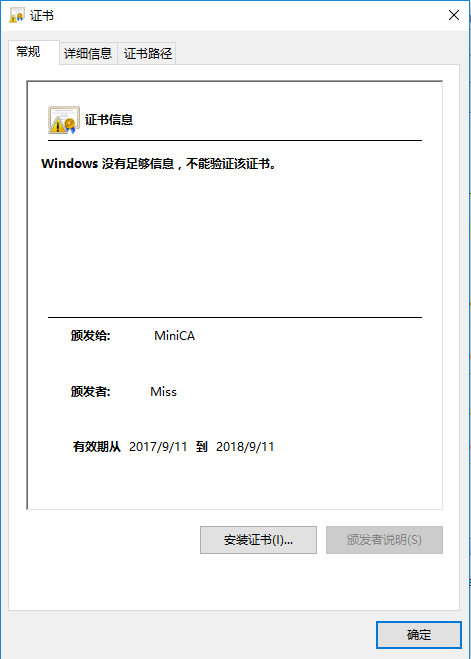 证书
常规 详细信息 证书路径
证书信息
Windows 没有足够信息，不能验证该证书。
颁发给: MiniCA
颁发者: Miss
有效期从 2017/9/11 到 2018/9/11
安装证书(I)... 颁发者说明(S)
确定